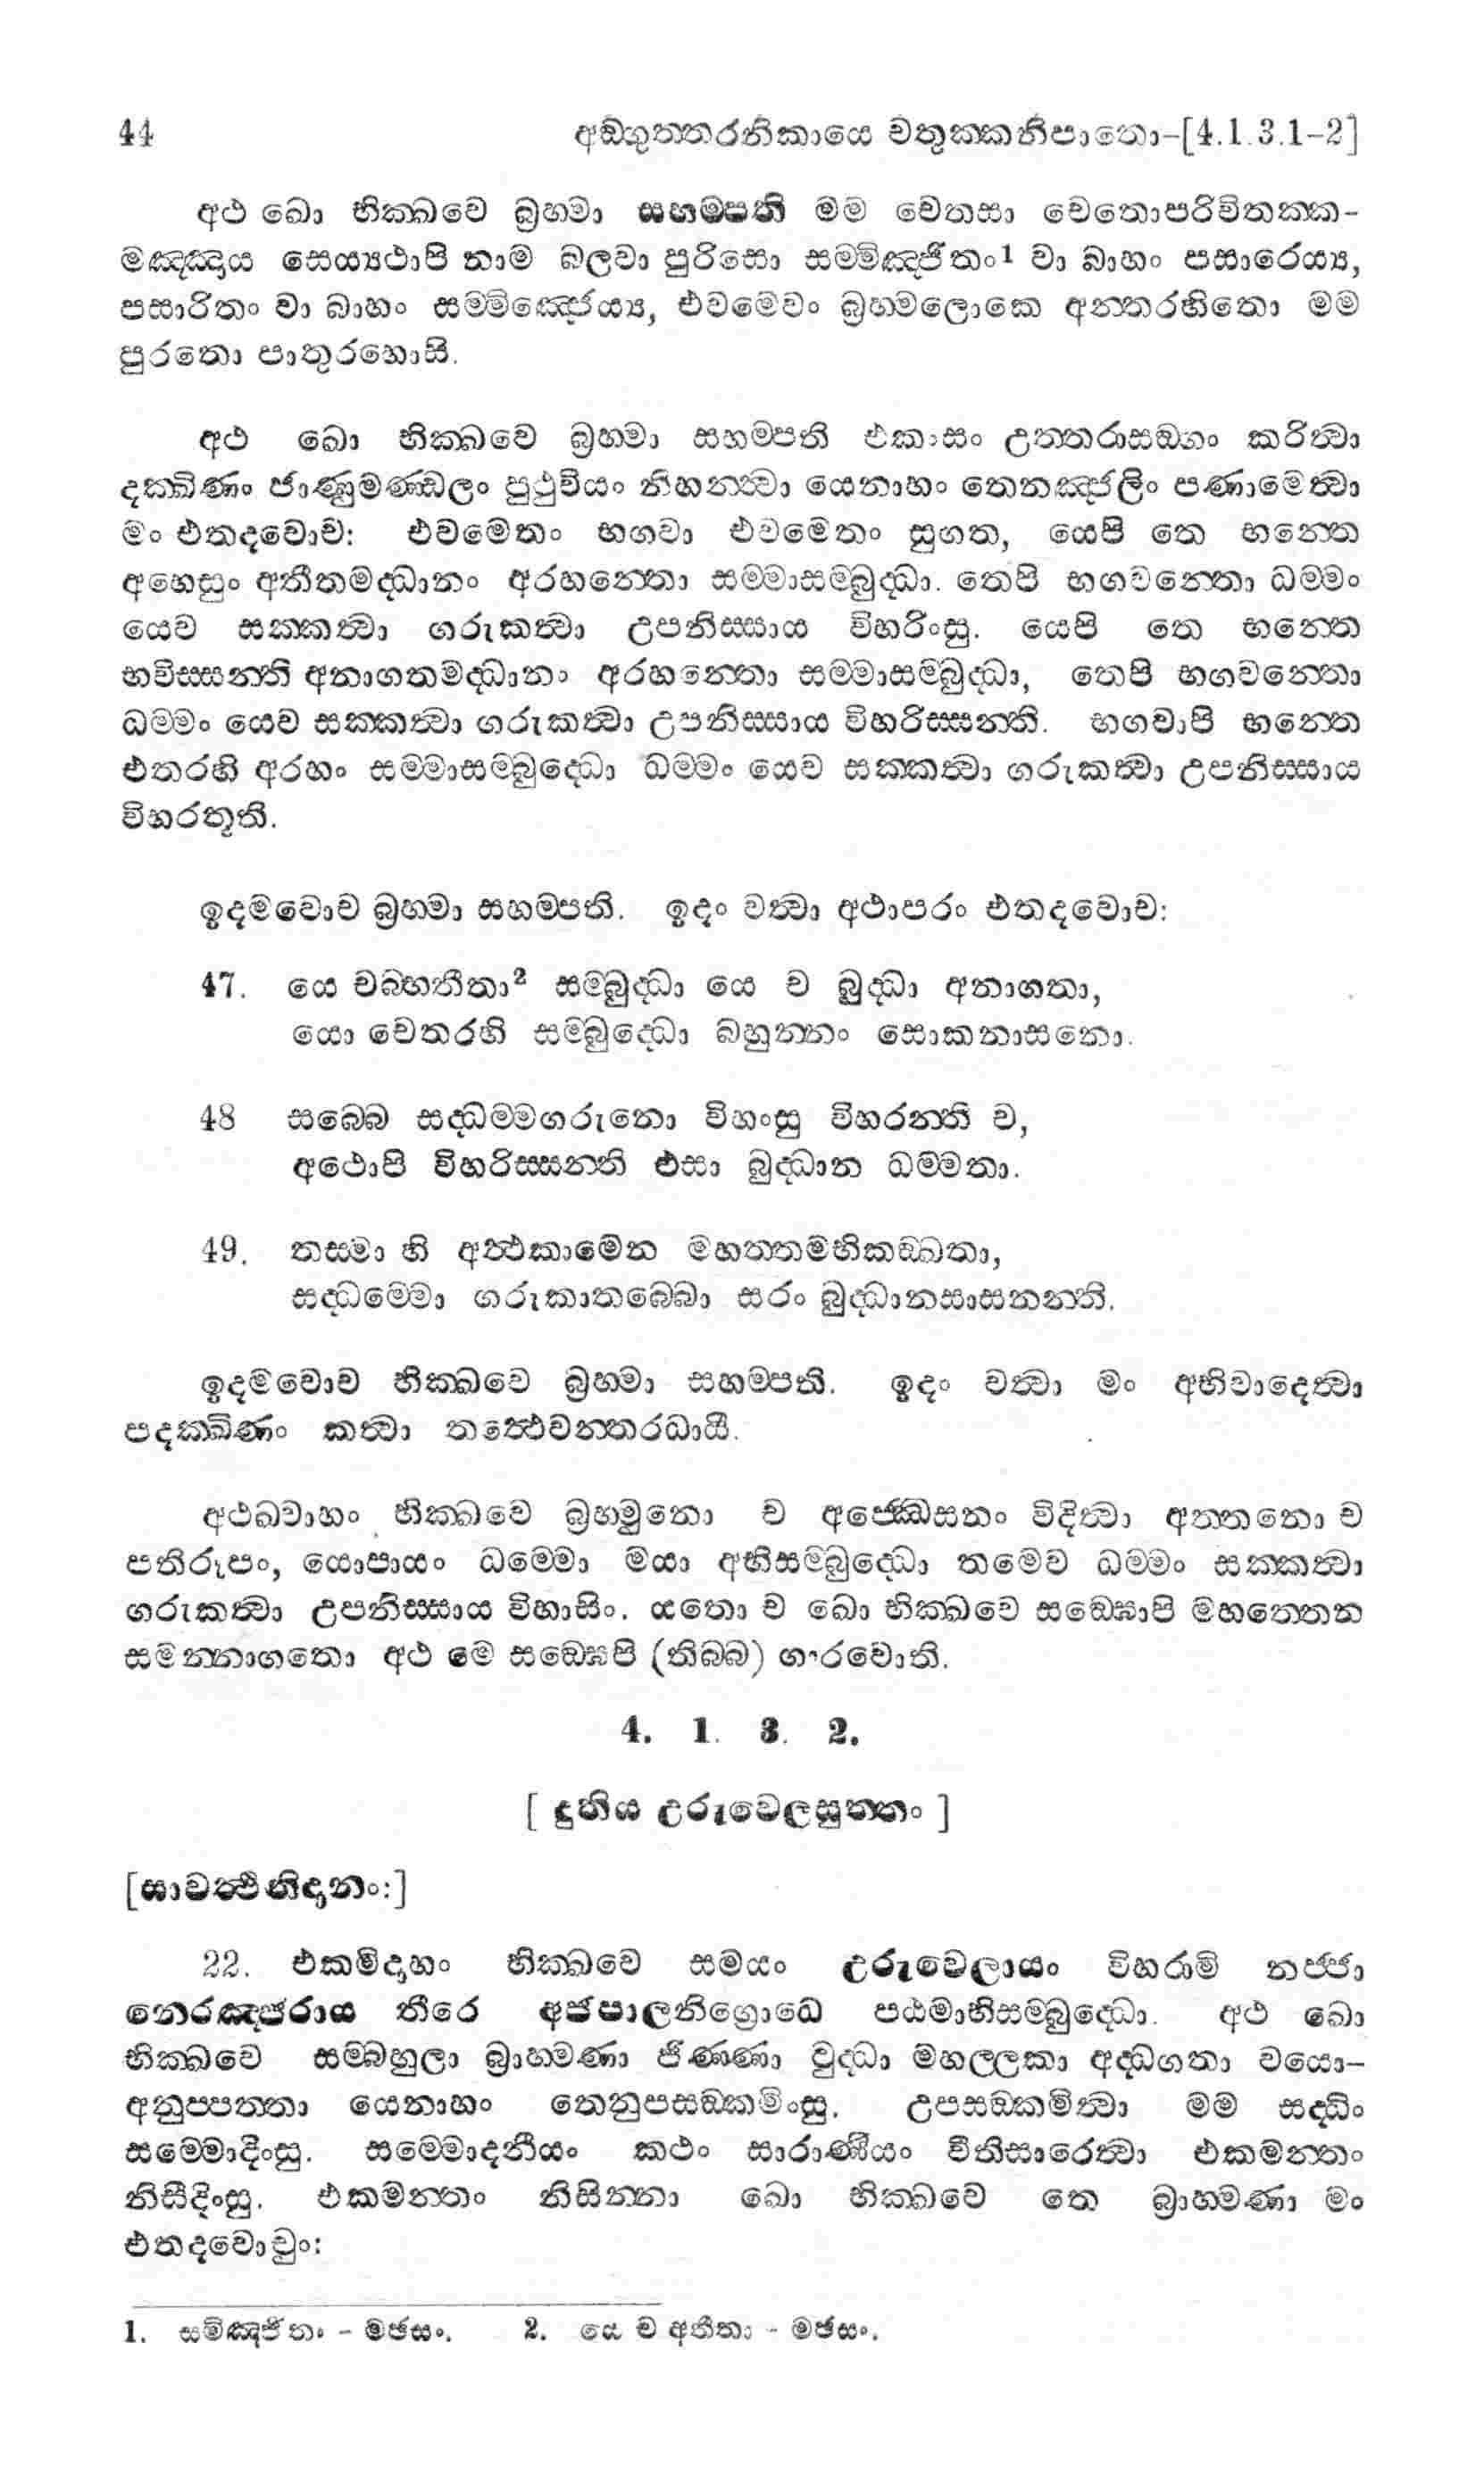 44 අඞ්ගුත්තරනිකායෙ චතුක්කනිපාතො-[4.1.3.1-2]
අථ ඛො භික්ඛවෙ බ්‍රහ්මා සහම්පති මම චෙතසා චෙතොපරිවිතක්ක-
මඤ්ඤාය සෙය්‍යථාපි නාම බලවා පුරිසො සම්මිඤ්ජිතං1 වා බාහං පසාරෙය්‍ය,
පසාරිතං වා බාහං සම්මිඤ්ජෙය්‍ය, එවමෙවං බ්‍රහ්මලොකෙ අන්තරහිතො මම
පුරතො පාතුරහොසි.
අථ ඛො භික්ඛවෙ බ්‍රහ්මා සහම්පති එකාසං උත්තරාසඞ්ගං කරිත්‍වා
දක්ඛිණං ජාණුමණ්ඩලං පුථුවියං නිහන්ත්‍වා යෙනාහං තෙනඤ්ජලිං පණාමෙත්‍වා
මං එතදවොච: එවමෙතං භගවා එවමෙතං සුගත, යෙපි තෙ භන්තෙ
අහෙසුං අතීතමද්ධානං අරහන්තො සම්මාසම්බුද්ධා. තෙපි භගවන්තො ධම්මං
යෙව සක්කත්‍වා ගරුකත්‍වා උපනිස්සාය විහරිංසු. යෙපි තෙ භන්තෙ
භවිස්සන්ති අනාගතමද්ධානං අරහන්තො සම්මාසම්බුද්ධා, තෙපි භගවන්තො
ධම්මං යෙව සක්කත්‍වා ගරුකත්‍වා උපනිස්සාය විහරිස්සන්ති. භගවාපි භන්තෙ
එතරහි අරහං සම්මාසම්බුද්ධො ධම්මං යෙව සක්කත්‍වා ගරුකත්‍වා උපනිස්සාය
විහරතූති.
ඉදමවොච බ්‍රහ්මා සහම්පති. ඉදං වත්‍වා අථාපරං එතදවොච:
47. යෙ චබ්භතීතා2 සම්බුද්ධා යෙ ච බුද්ධා අනාගතා,
යො චෙතරහි සම්බුද්ධො බහුන්නං සොකනාසනො.
48 සබ්බෙ සද්ධම්මගරුනො විහංසු විහරන්ති ච,
අථොපි විහරිස්සන්ති එසා බුද්ධාන ධම්මතා.
49. තස්මා හි අත්ථකාමෙන මහත්තමභිකඞ්ඛතා,
සද්ධම්මො ගරුකාතබ්බො සරං බුද්ධානසාසනන්ති.
ඉදමවොච භික්ඛවෙ බ්‍රහ්මා සහම්පති. ඉදං වත්‍වා මං අභිවාදෙත්‍වා
පදක්ඛිණං කත්‍වා තත්ථෙවන්තරධායී.
අථඛ්වාහං භික්ඛවෙ බ්‍රහ්මුනො ච අජ්ඣෙසනං විදිත්‍වා අත්තනො ච
පතිරූපං, යොපායං ධම්මො මයා අභිසම්බුද්ධො තමෙව ධම්මං සක්කත්‍වා
ගරුකත්‍වා උපනිස්සාය විහාසිං. යතො ච ඛො භික්ඛවෙ සඞ්ඝොපි මහත්තෙන
සමන්නාගතො අථ මෙ සඞ්ඝෙපි (තිබ්බ) ගාරවොති.
4. 1. 3. 2.
[ දුතිය උරුවෙලසුත්තං ]
[සාවත්ථිනිදානං:]
22. එකමිදාහං භික්ඛවෙ සමයං උරුවෙලායං විහරාමි නජ්ජා
නෙරඤ්ජරාය තීරෙ අජපාලනිග්‍රොධෙ පඨමාභිසම්බුද්ධො. අථ ඛො
භික්ඛවෙ සම්බහුලා බ්‍රාහ්මණා ජිණ්ණා වුද්ධා මහල්ලකා අද්ධගතා වයො-
අනුප්පත්තා යෙනාහං තෙනුපසඞ්කමිංසු. උපසඞ්කමිත්‍වා මම සද්ධිං
සම්මොදිංසු. සම්මොදනීයං කථං සාරාණීයං වීතිසාරෙත්‍වා එකමන්තං
නිසීදිංසු. එකමන්තං නිසින්නා ඛො භික්ඛවෙ තෙ බ්‍රාහ්මණා මං
එතදවොචුං:
1. සමිඤ්ජිතං - මඡසං. 2. යෙ ච අතීතා - මඡසං.